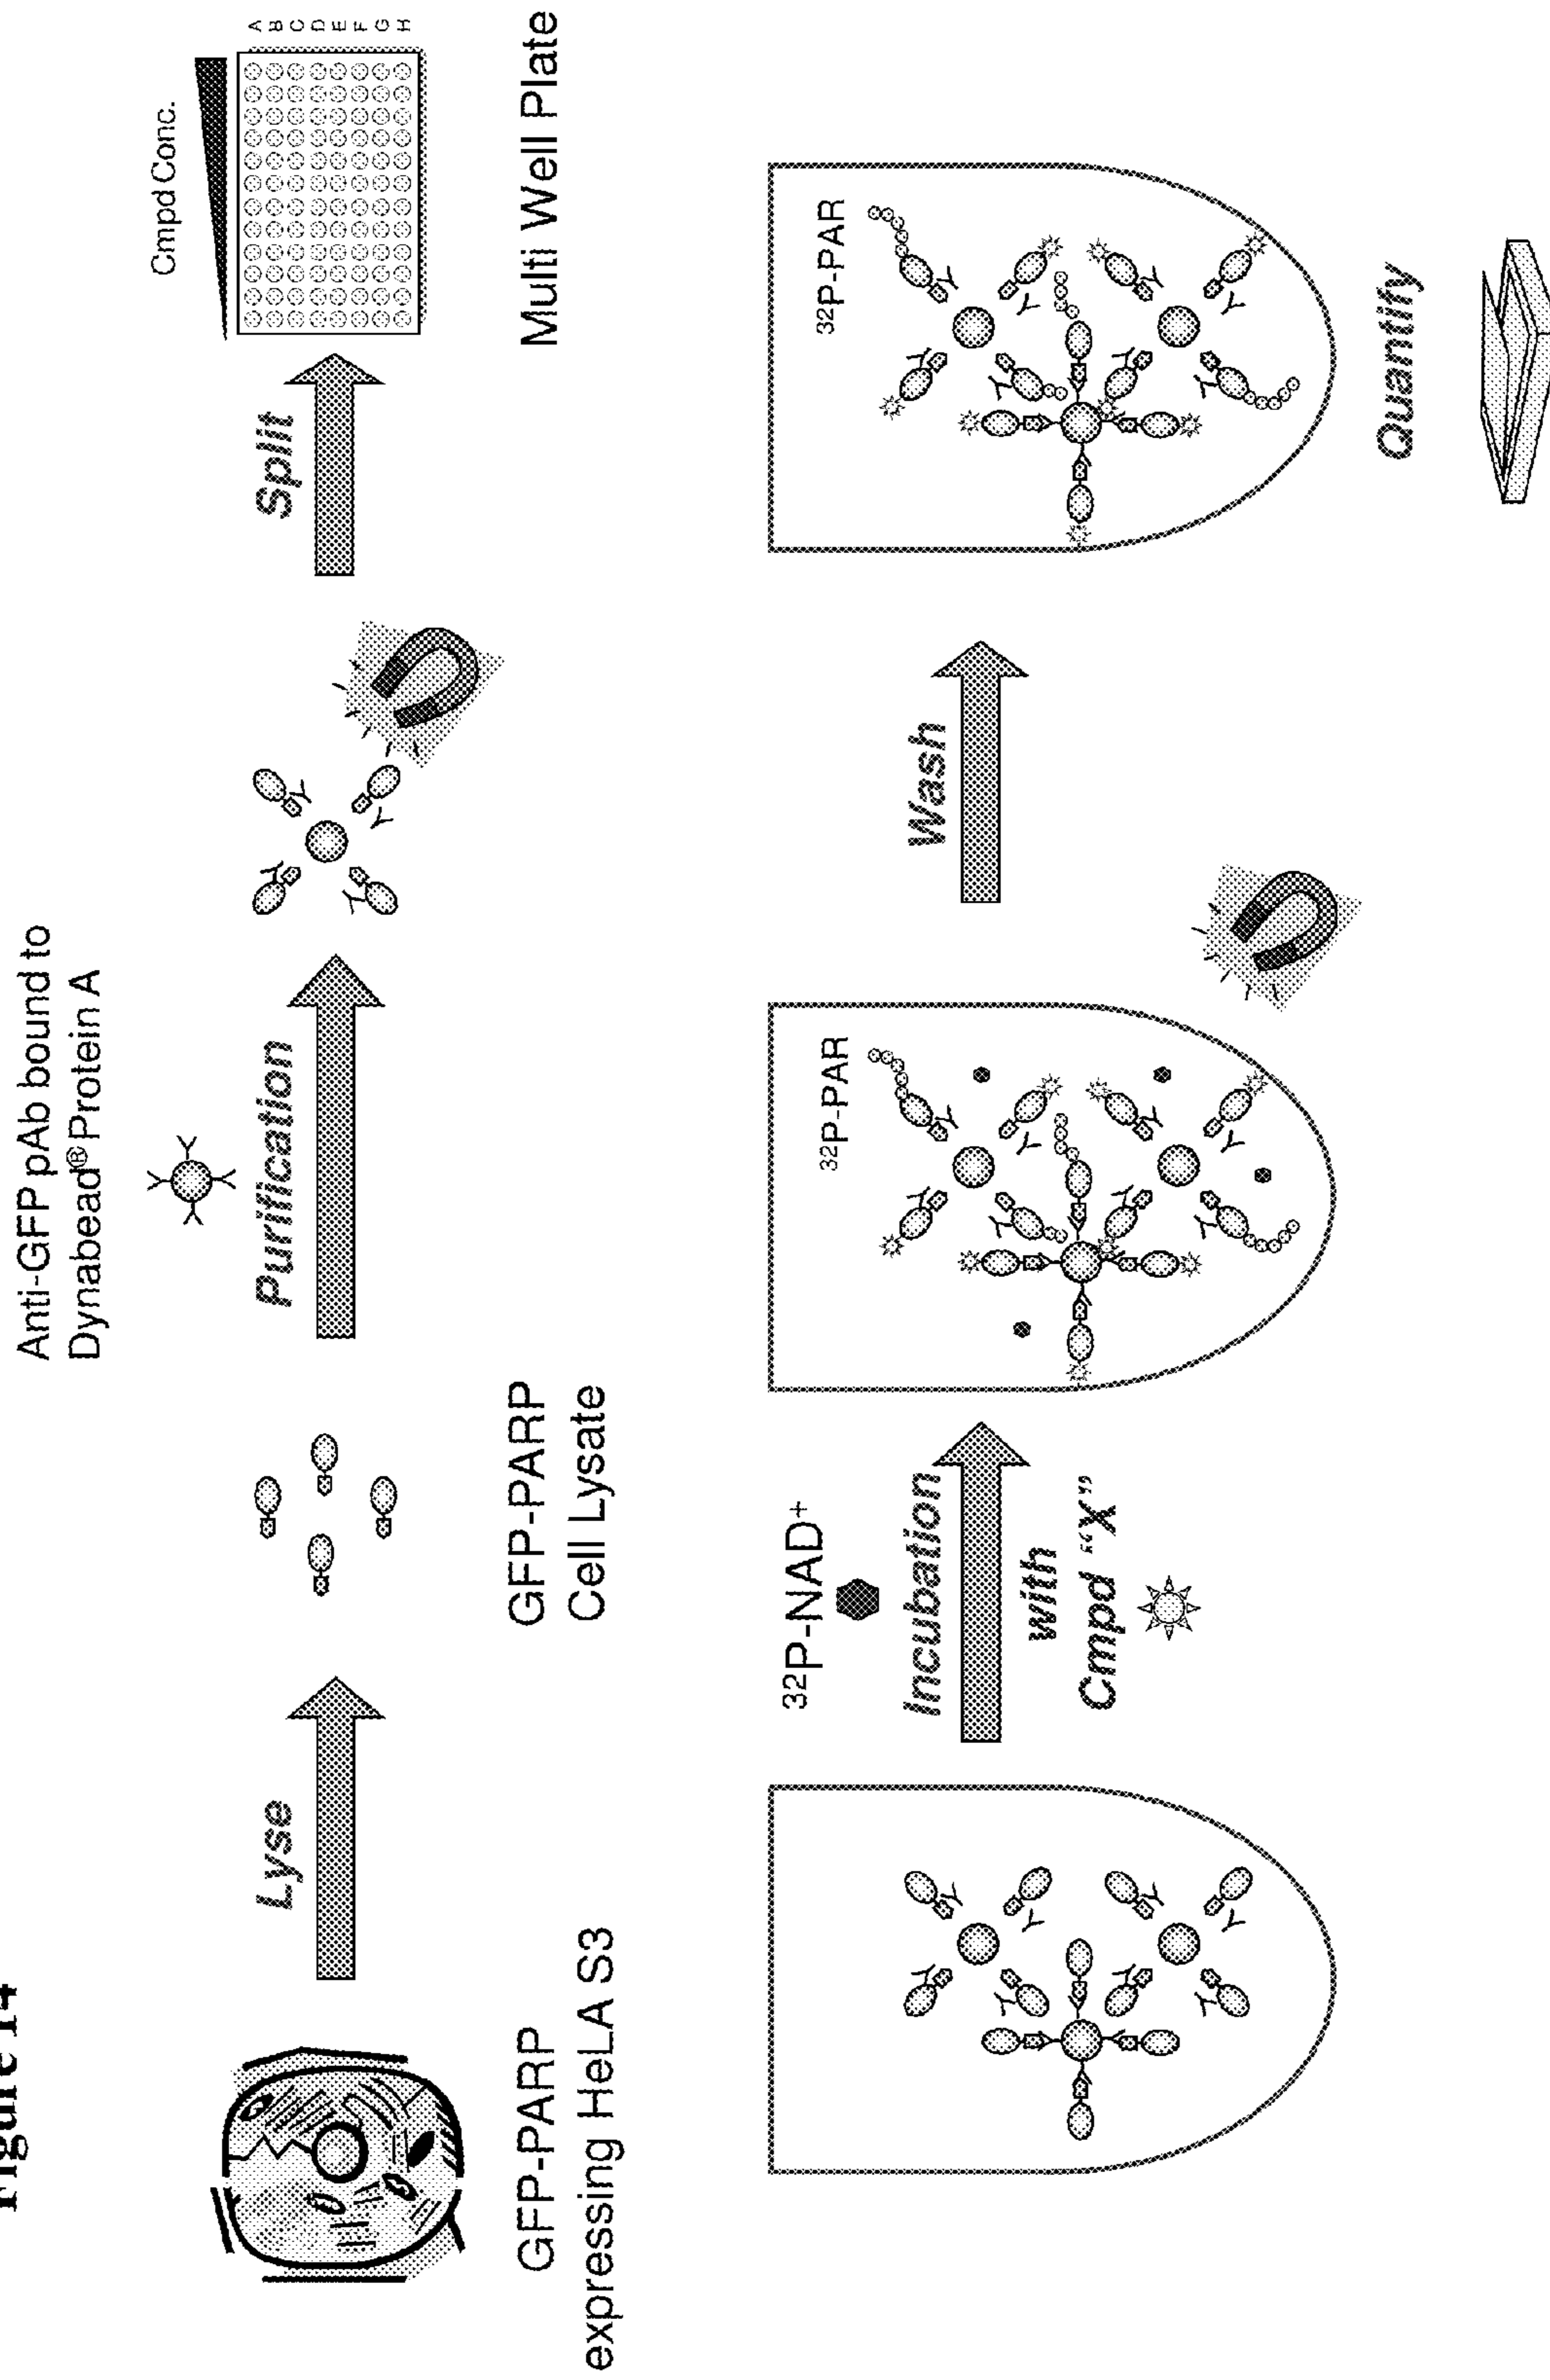 Figure 14
Lyse
GFP-PARP
expressing HeLA S3
GFP-PARP
Cell Lysate
Anti-GFP pAb bound to
Dynabead®Protein A
Purification
Split
Cmpd Conc.
A
B
C
D
E
F
G
H
Multi Well Plate
32P-NAD+
Incubation
with
Cmpd “X”
32P-PAR
Wash
32P-PAR
Quantify